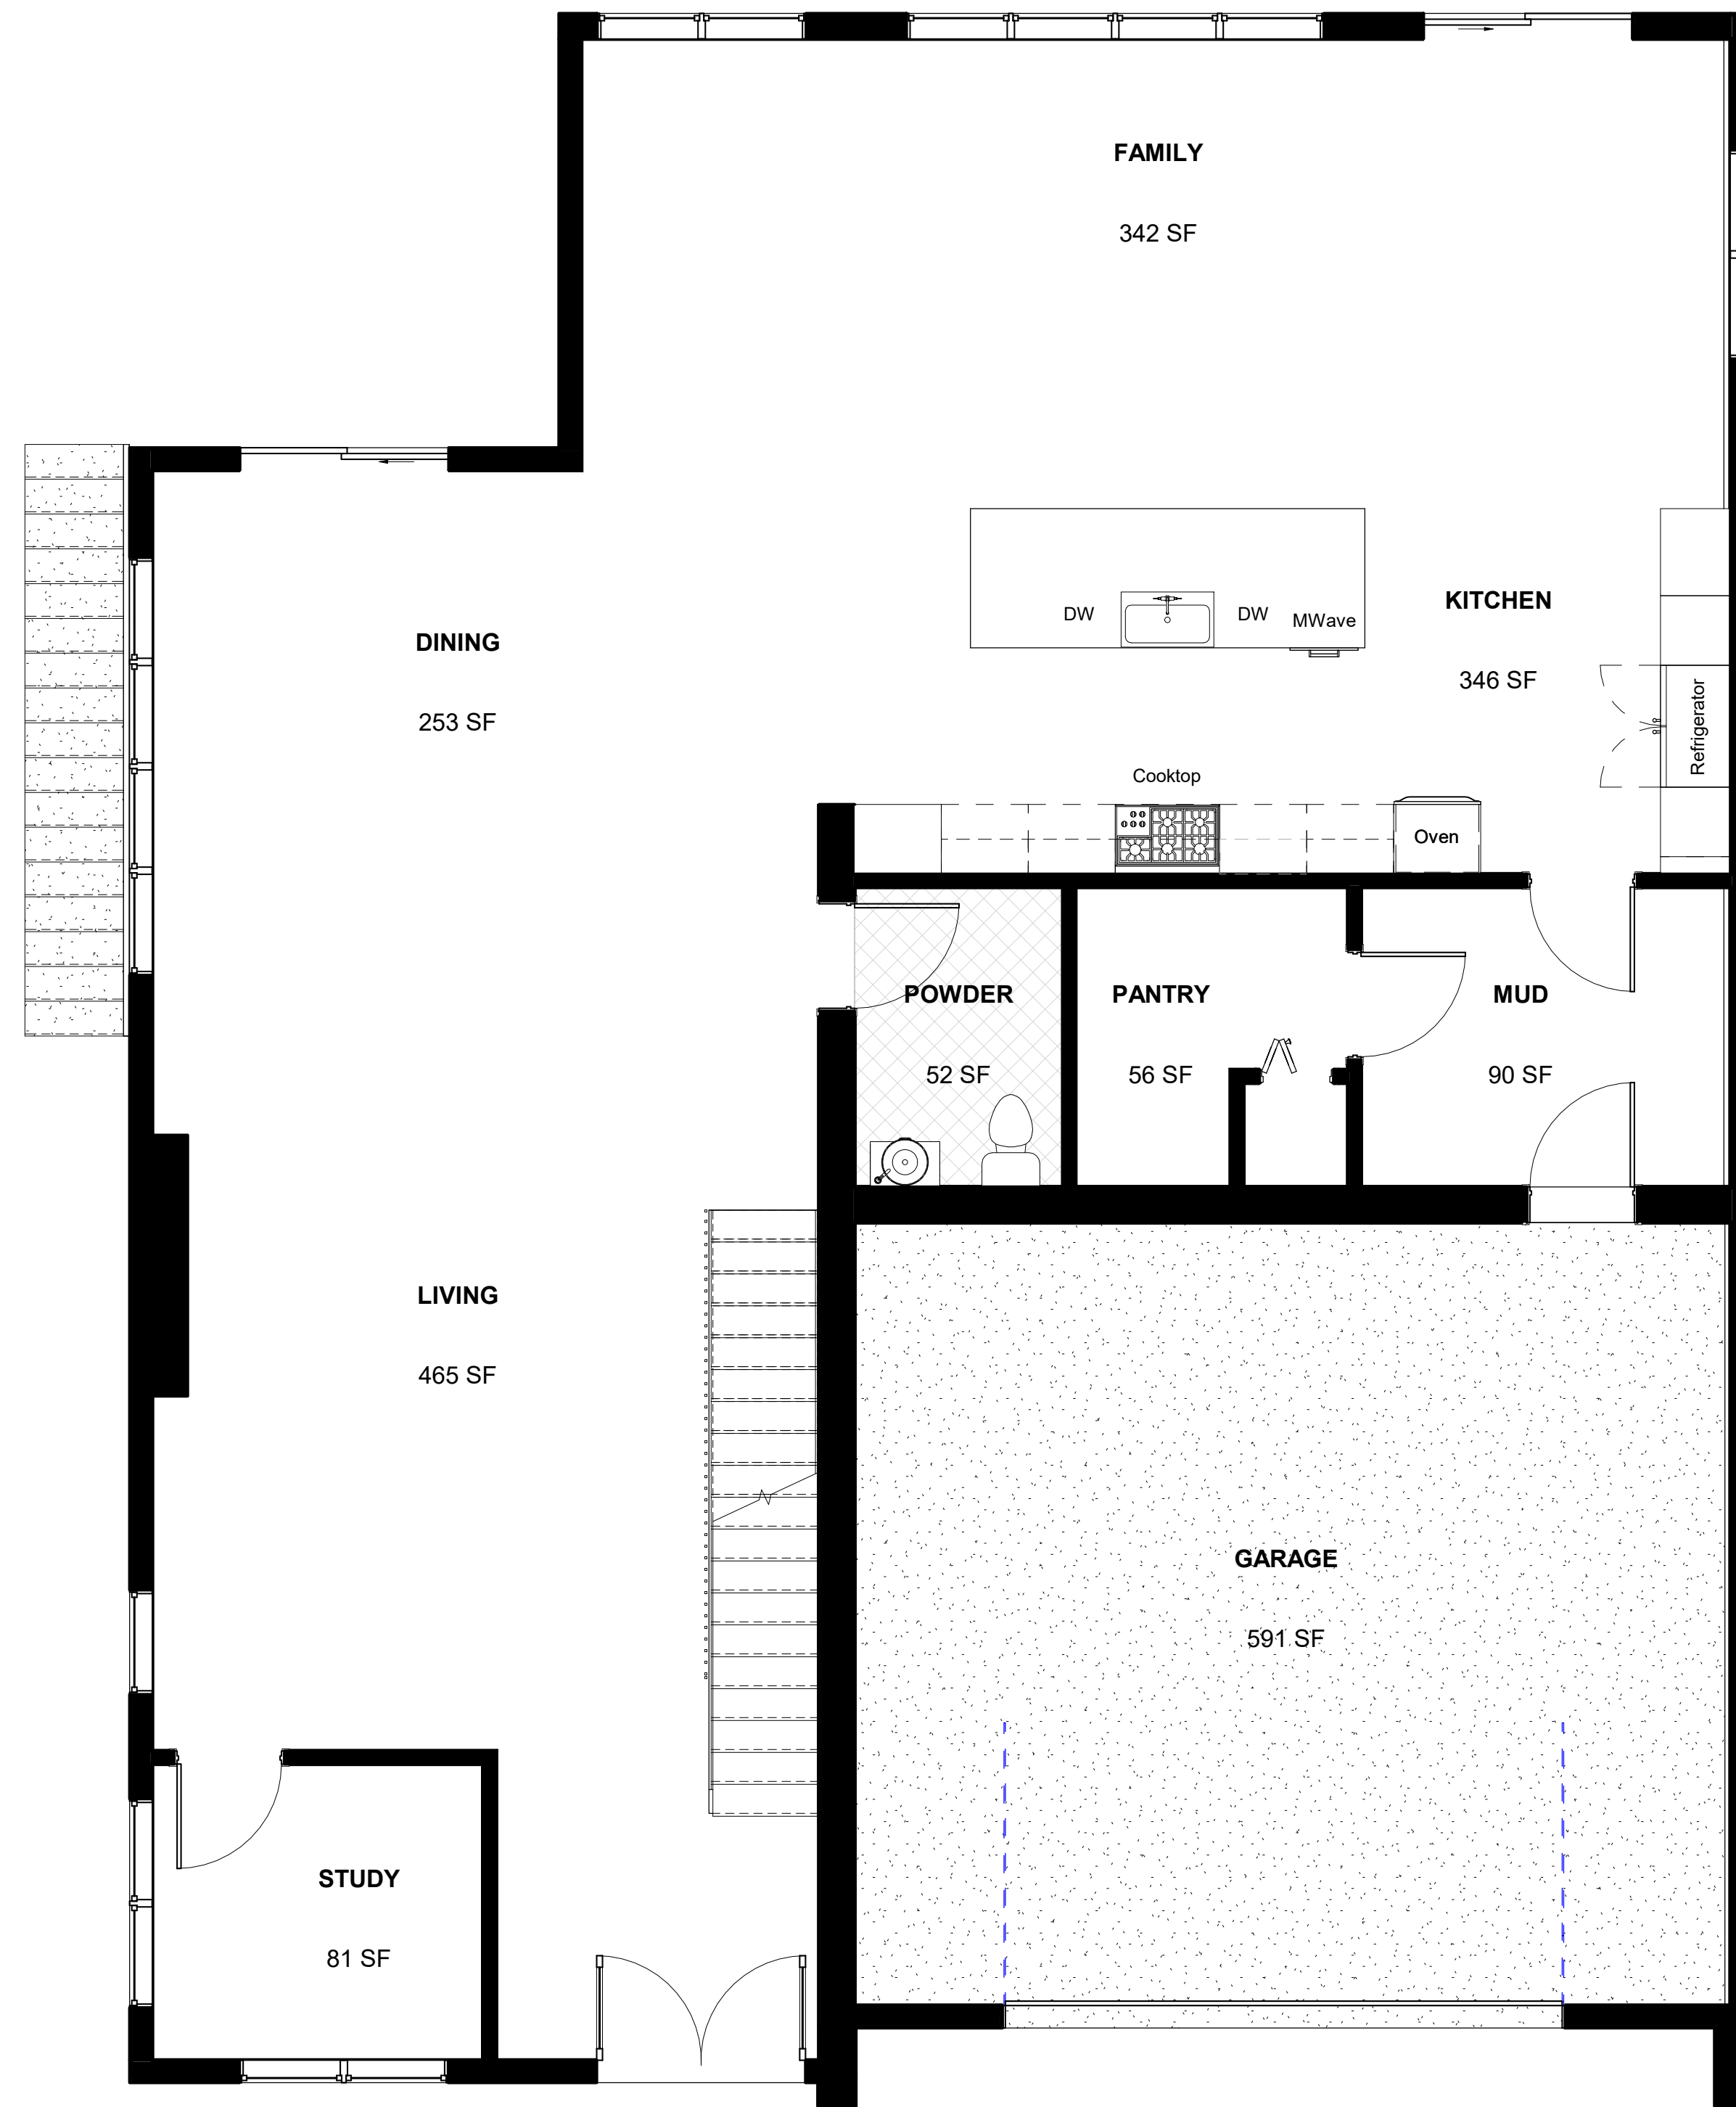 FAMILY
342 SF
KITCHEN
346 SF
DW
DW
MWave
Refrigerator
Cooktop
Oven
DINING
253 SF
POWDER
52 SF
PANTRY
56 SF
MUD
90 SF
LIVING
465 SF
GARAGE
591 SF
STUDY
81 SF